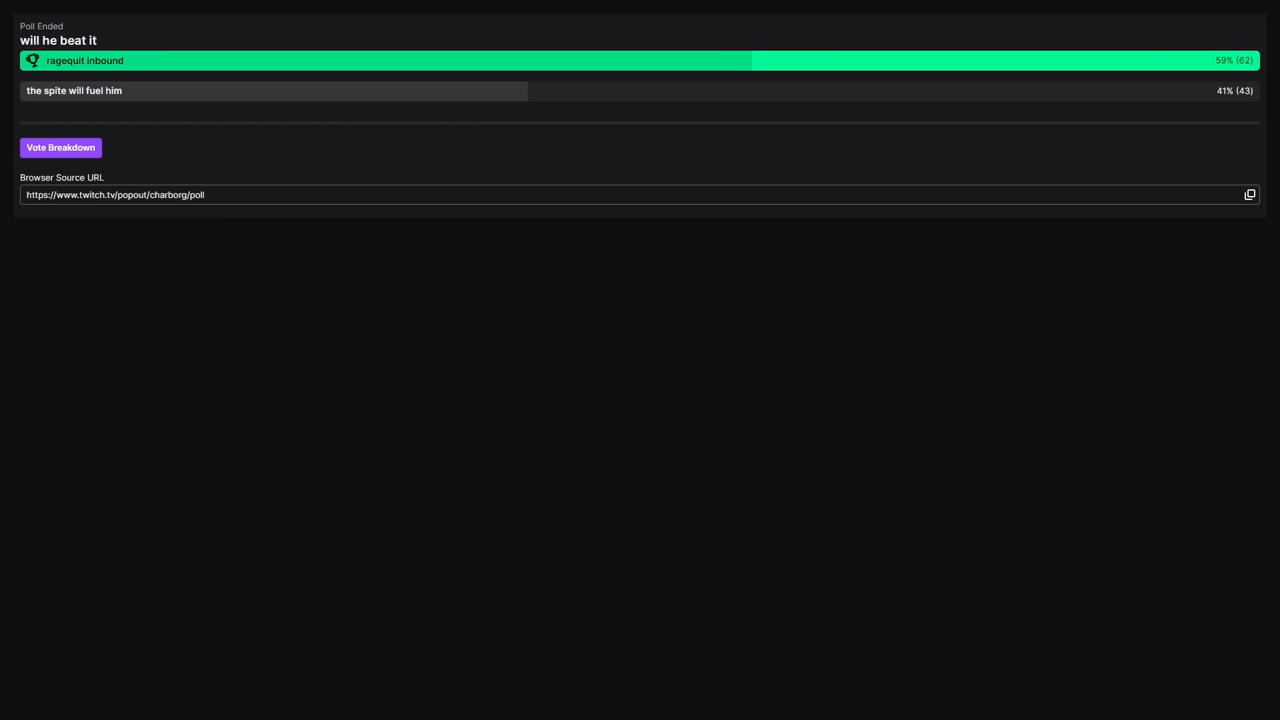 Poll Ended
will he beat it
ragequit inbound 59% (62)
the spite will fuel him 41% (43)
Vote Breakdown
Browser Source URL
https://www.twitch.tv/popout/charborg/poll